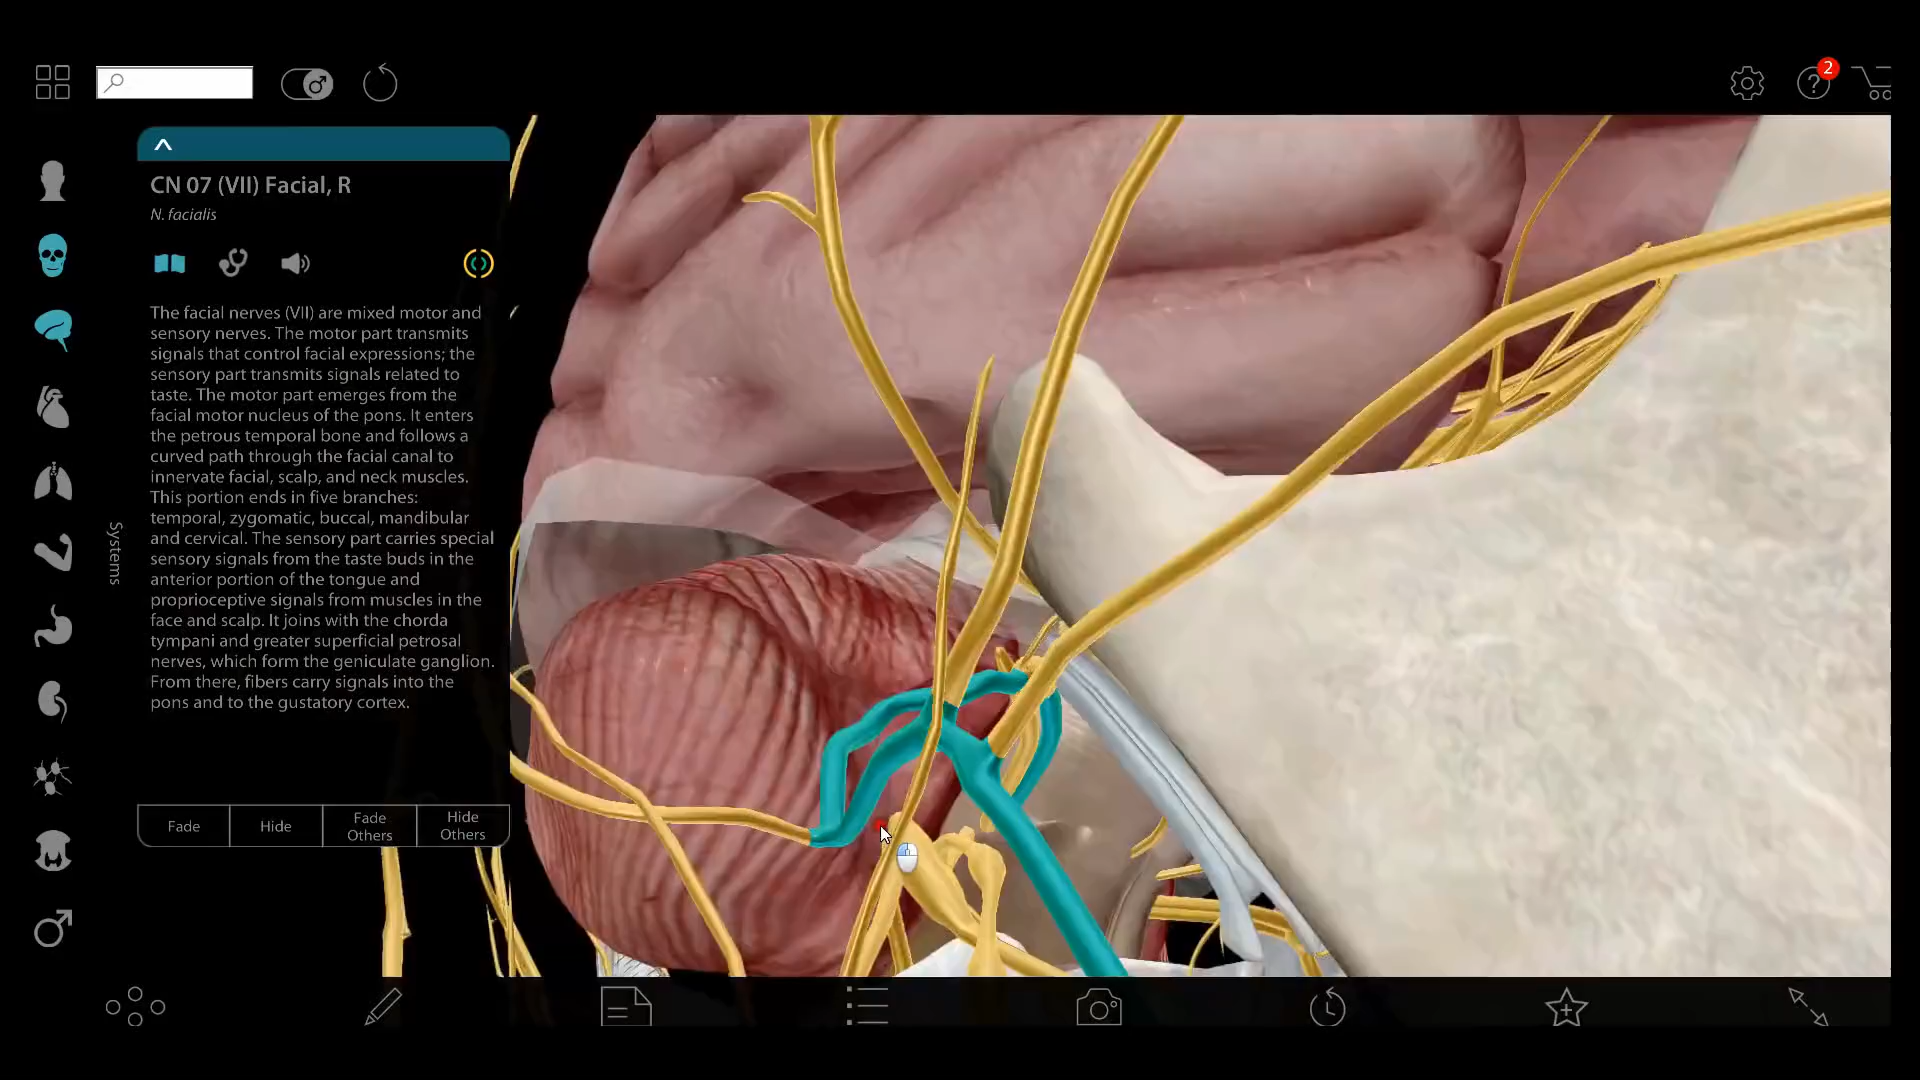 2
CN 07 (VII) Facial, R
N. facialis
The facial nerves (VII) are mixed motor and
sensory nerves. The motor part transmits
signals that control facial expressions; the
sensory part transmits signals related to
taste. The motor part emerges from the
facial motor nucleus of the pons. It enters
the petrous temporal bone and follows a
curved path through the facial canal to
innervate facial, scalp, and neck muscles.
This portion ends in five branches:
temporal, zygomatic, buccal, mandibular
and cervical. The sensory part carries special
sensory signals from the taste buds in the
anterior portion of the tongue and
proprioceptive signals from muscles in the
face and scalp. It joins with the chorda
tympani and greater superficial petrosal
nerves, which form the geniculate ganglion.
From there, fibers carry signals into the
pons and to the gustatory cortex.
Systems
Fade
Hide
Fade
Others
Hide
Others